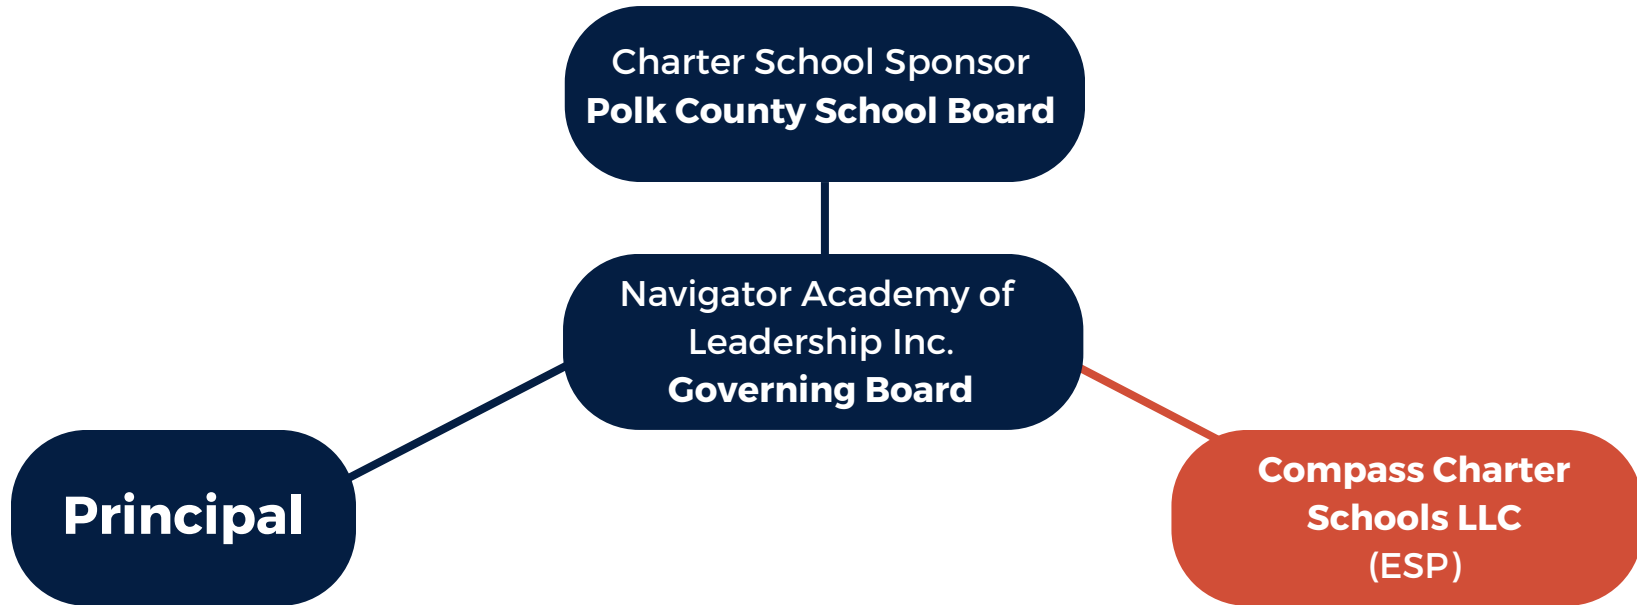 Charter School Sponsor
Polk County School Board
Navigator Academy of
Leadership Inc.
Governing Board
Principal
Compass Charter
Schools LLC
(ESP)